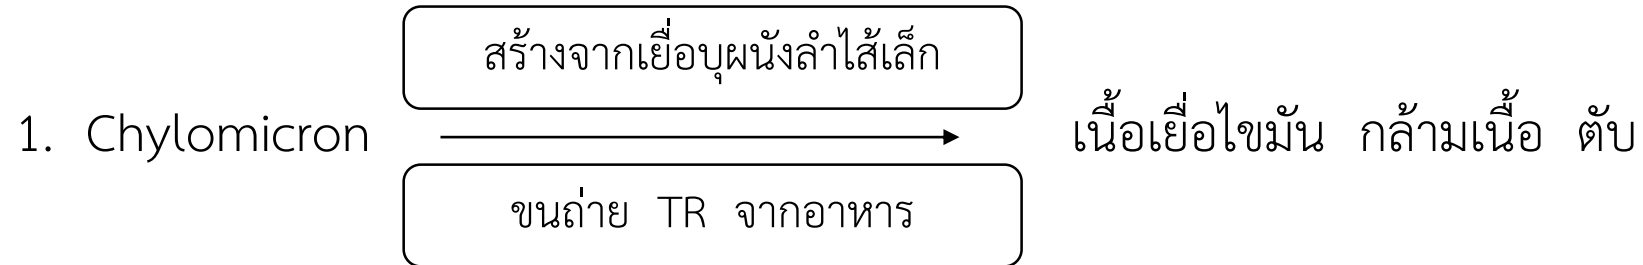 สร้างจากเยื่อบุผนังลำไส้เล็ก
1. Chylomicron เนื้อเยื่อไขมัน กล้ามเนื้อ ตับ
ขนถ่าย TR จากอาหาร